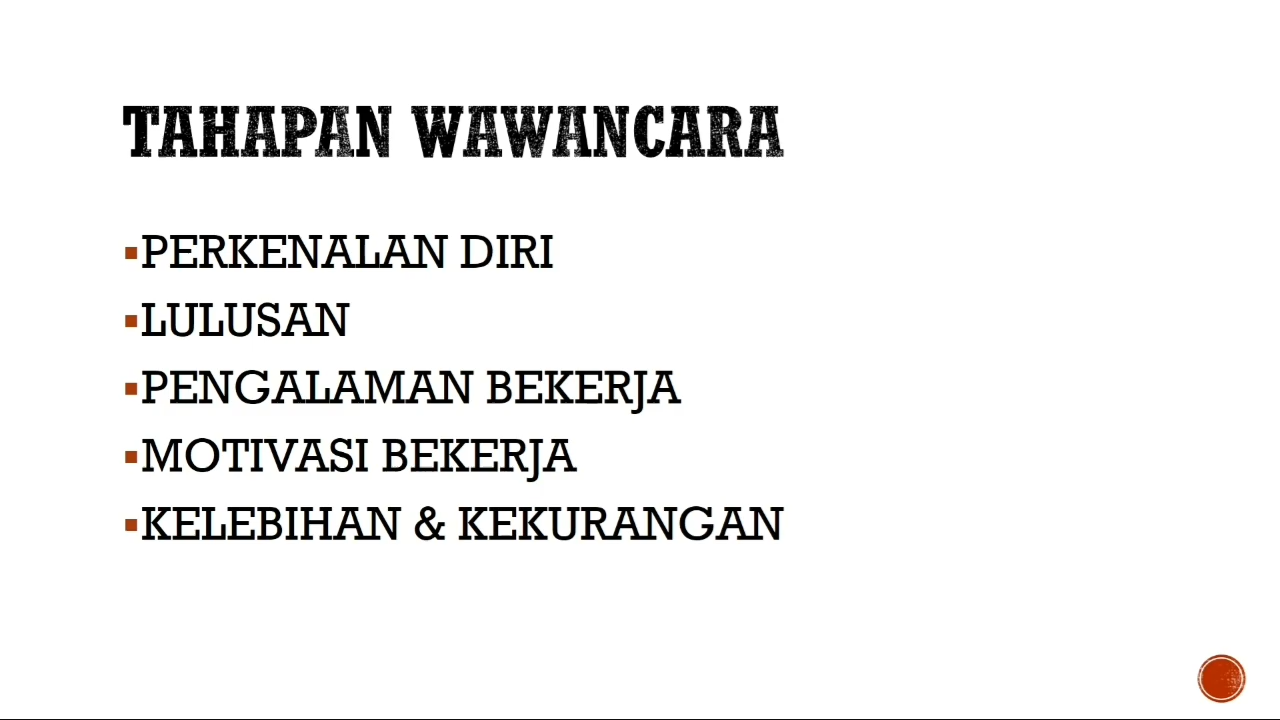 TAHAPAN WAWANCARA
▪PERKENALAN DIRI
▪LULUSAN
▪PENGALAMAN BEKERJA
▪MOTIVASI BEKERJA
▪KELEBIHAN & KEKURANGAN